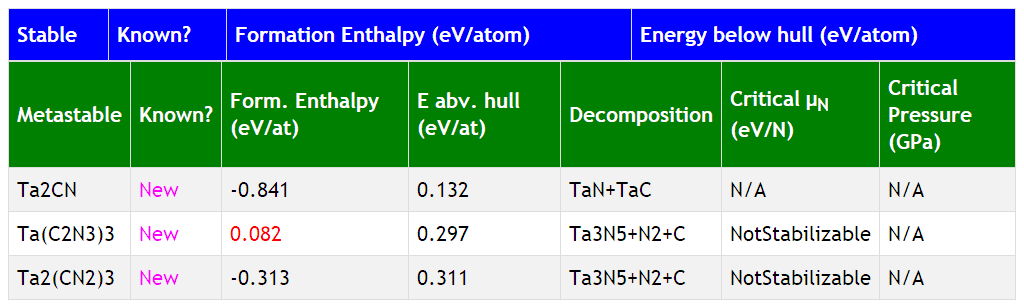 Stable Known? Formation Enthalpy (eV/atom) Energy below hull (eV/atom)
Metastable Known? Form. Enthalpy (eV/at) E abv. hull (eV/at) Decomposition Critical μN (eV/N) Critical Pressure (GPa)
Ta2CN New -0.841 0.132 TaN+TaC N/A N/A
Ta(C2N3)3 New 0.082 0.297 Ta3N5+N2+C NotStabilizable N/A
Ta2(CN2)3 New -0.313 0.311 Ta3N5+N2+C NotStabilizable N/A